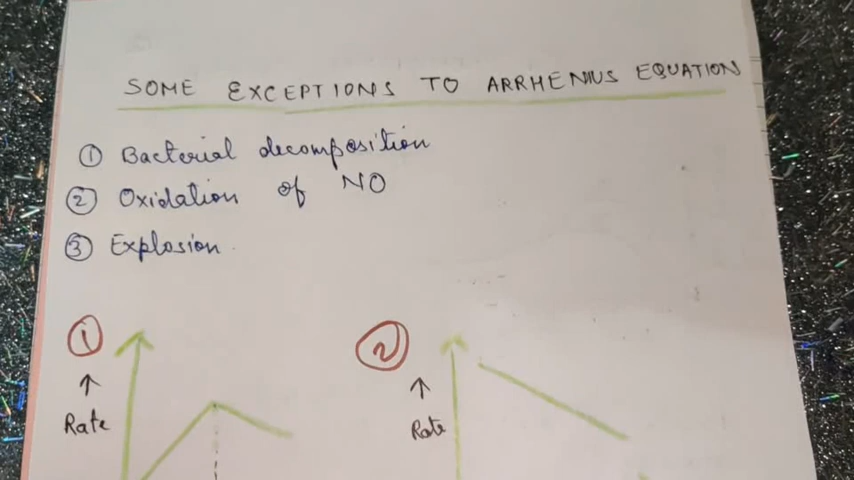 SOME EXCEPTIONS TO ARRHENIUS EQUATION
① Bacterial decomposition
② Oxidation of NO
③ Explosion.
① ②
↑ ↑
Rate Rate